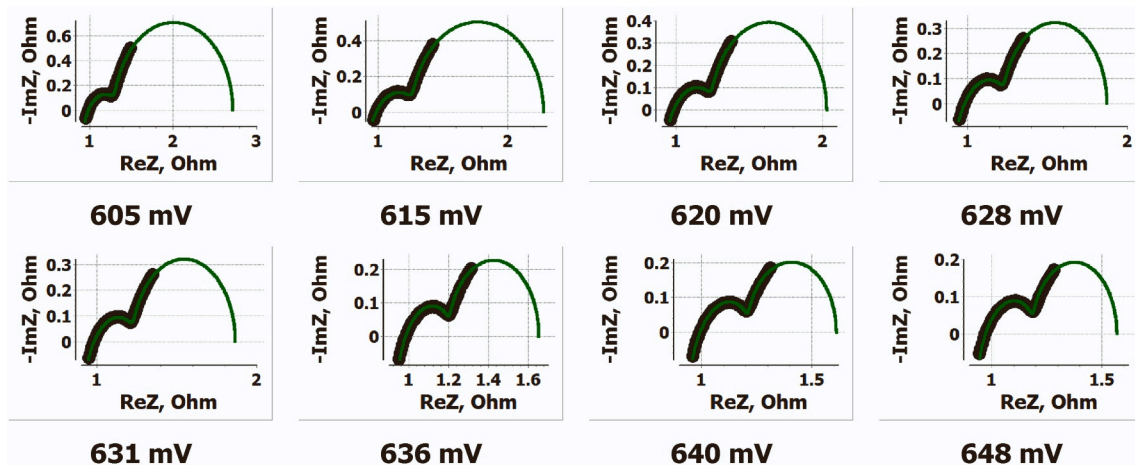 -ImZ, Ohm
0.6
0.4
0.2
0
1
2
3
ReZ, Ohm
605 mV
-ImZ, Ohm
0.4
0.2
0
1
2
ReZ, Ohm
615 mV
-ImZ, Ohm
0.4
0.3
0.2
0.1
0
1
2
ReZ, Ohm
620 mV
-ImZ, Ohm
0.3
0.2
0.1
0
1
2
ReZ, Ohm
628 mV
-ImZ, Ohm
0.3
0.2
0.1
0
1
2
ReZ, Ohm
631 mV
-ImZ, Ohm
0.2
0.1
0
1
1.2
1.4
1.6
ReZ, Ohm
636 mV
-ImZ, Ohm
0.2
0.1
0
1
1.5
ReZ, Ohm
640 mV
-ImZ, Ohm
0.2
0.1
0
1
1.5
ReZ, Ohm
648 mV